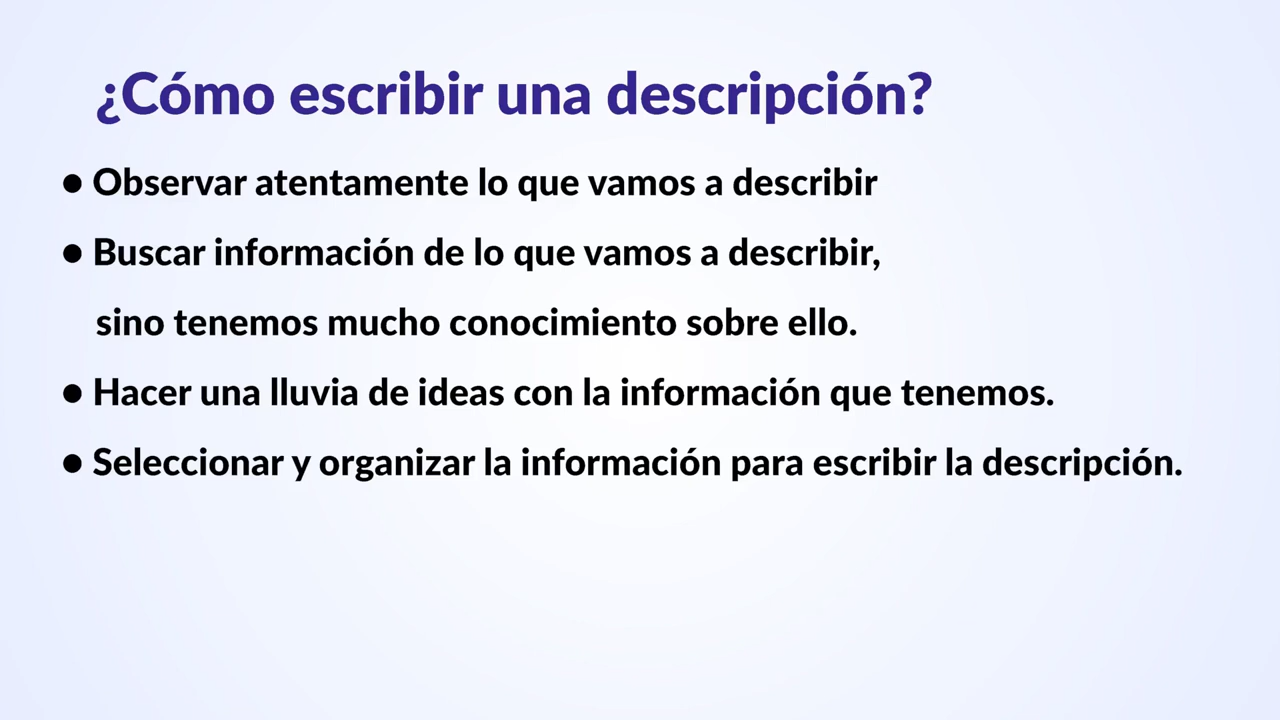 ¿Cómo escribir una descripción?
● Observar atentamente lo que vamos a describir
● Buscar información de lo que vamos a describir,
sino tenemos mucho conocimiento sobre ello.
● Hacer una lluvia de ideas con la información que tenemos.
● Seleccionar y organizar la información para escribir la descripción.